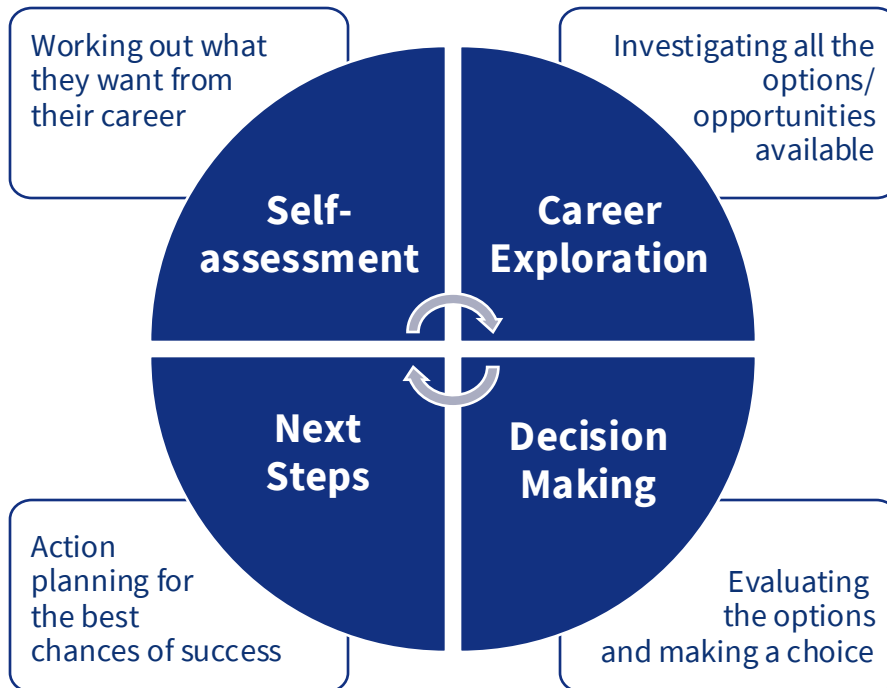 Working out what
they want from
their career
Investigating all the
options/
opportunities
available
Self-
assessment
Career
Exploration
Next
Steps
Decision
Making
Action
planning for
the best
chances of success
Evaluating
the options
and making a choice